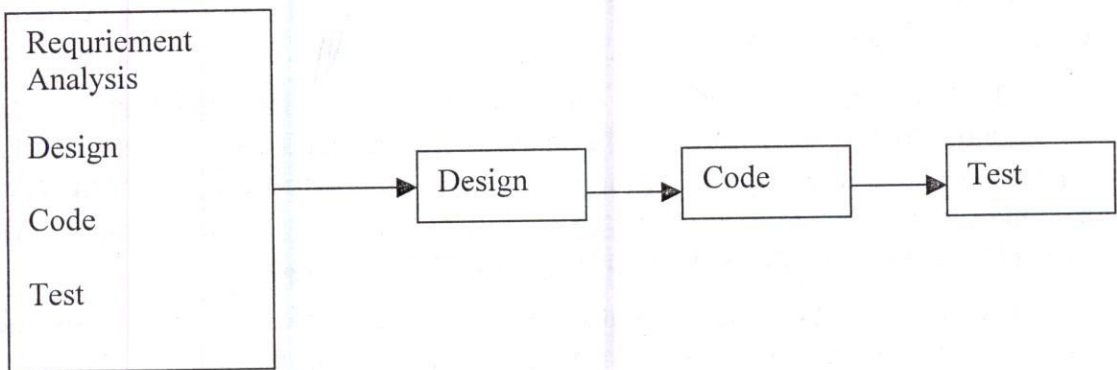 Requriement
Analysis
Design
Code
Test
Design
Code
Test